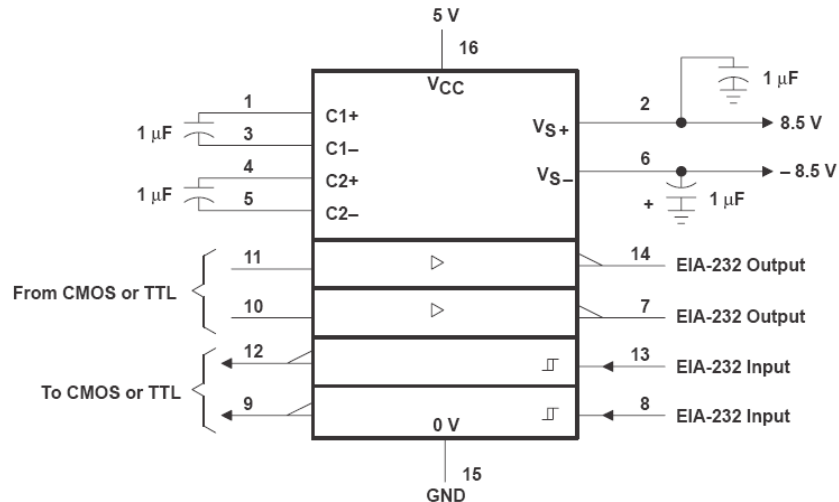 5 V
16
VCC
1 μF
1
C1+
2
VS+
8.5 V
1 μF
3
C1–
4
C2+
6
VS–
– 8.5 V
1 μF
5
C2–
+
1 μF
From CMOS or TTL
11
14
EIA-232 Output
10
7
EIA-232 Output
To CMOS or TTL
12
13
EIA-232 Input
9
8
EIA-232 Input
0 V
15
GND